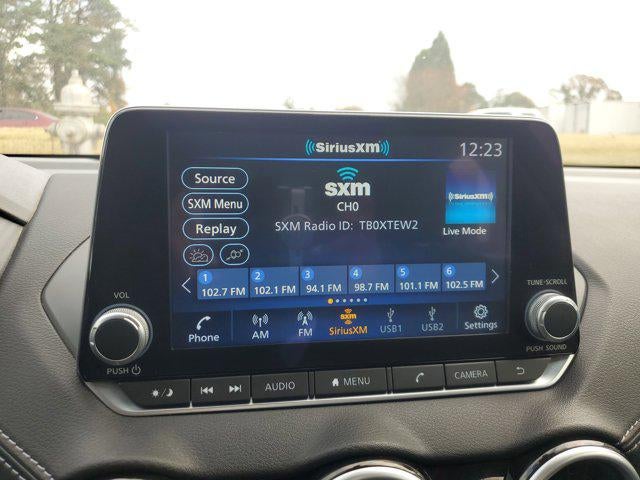 SiriusXM 12:23
Source
sxm
SiriusXM
SXM Menu
CH0
Replay
SXM Radio ID: TB0XTEW2
Live Mode
1 2 3 4 5 6
102.7 FM 102.1 FM 94.1 FM 98.7 FM 101.1 FM 102.5 FM
VOL
TUNE·SCROLL
Phone AM FM sxm SiriusXM USB1 USB2 Settings
PUSH
PUSH SOUND
AUDIO MENU CAMERA